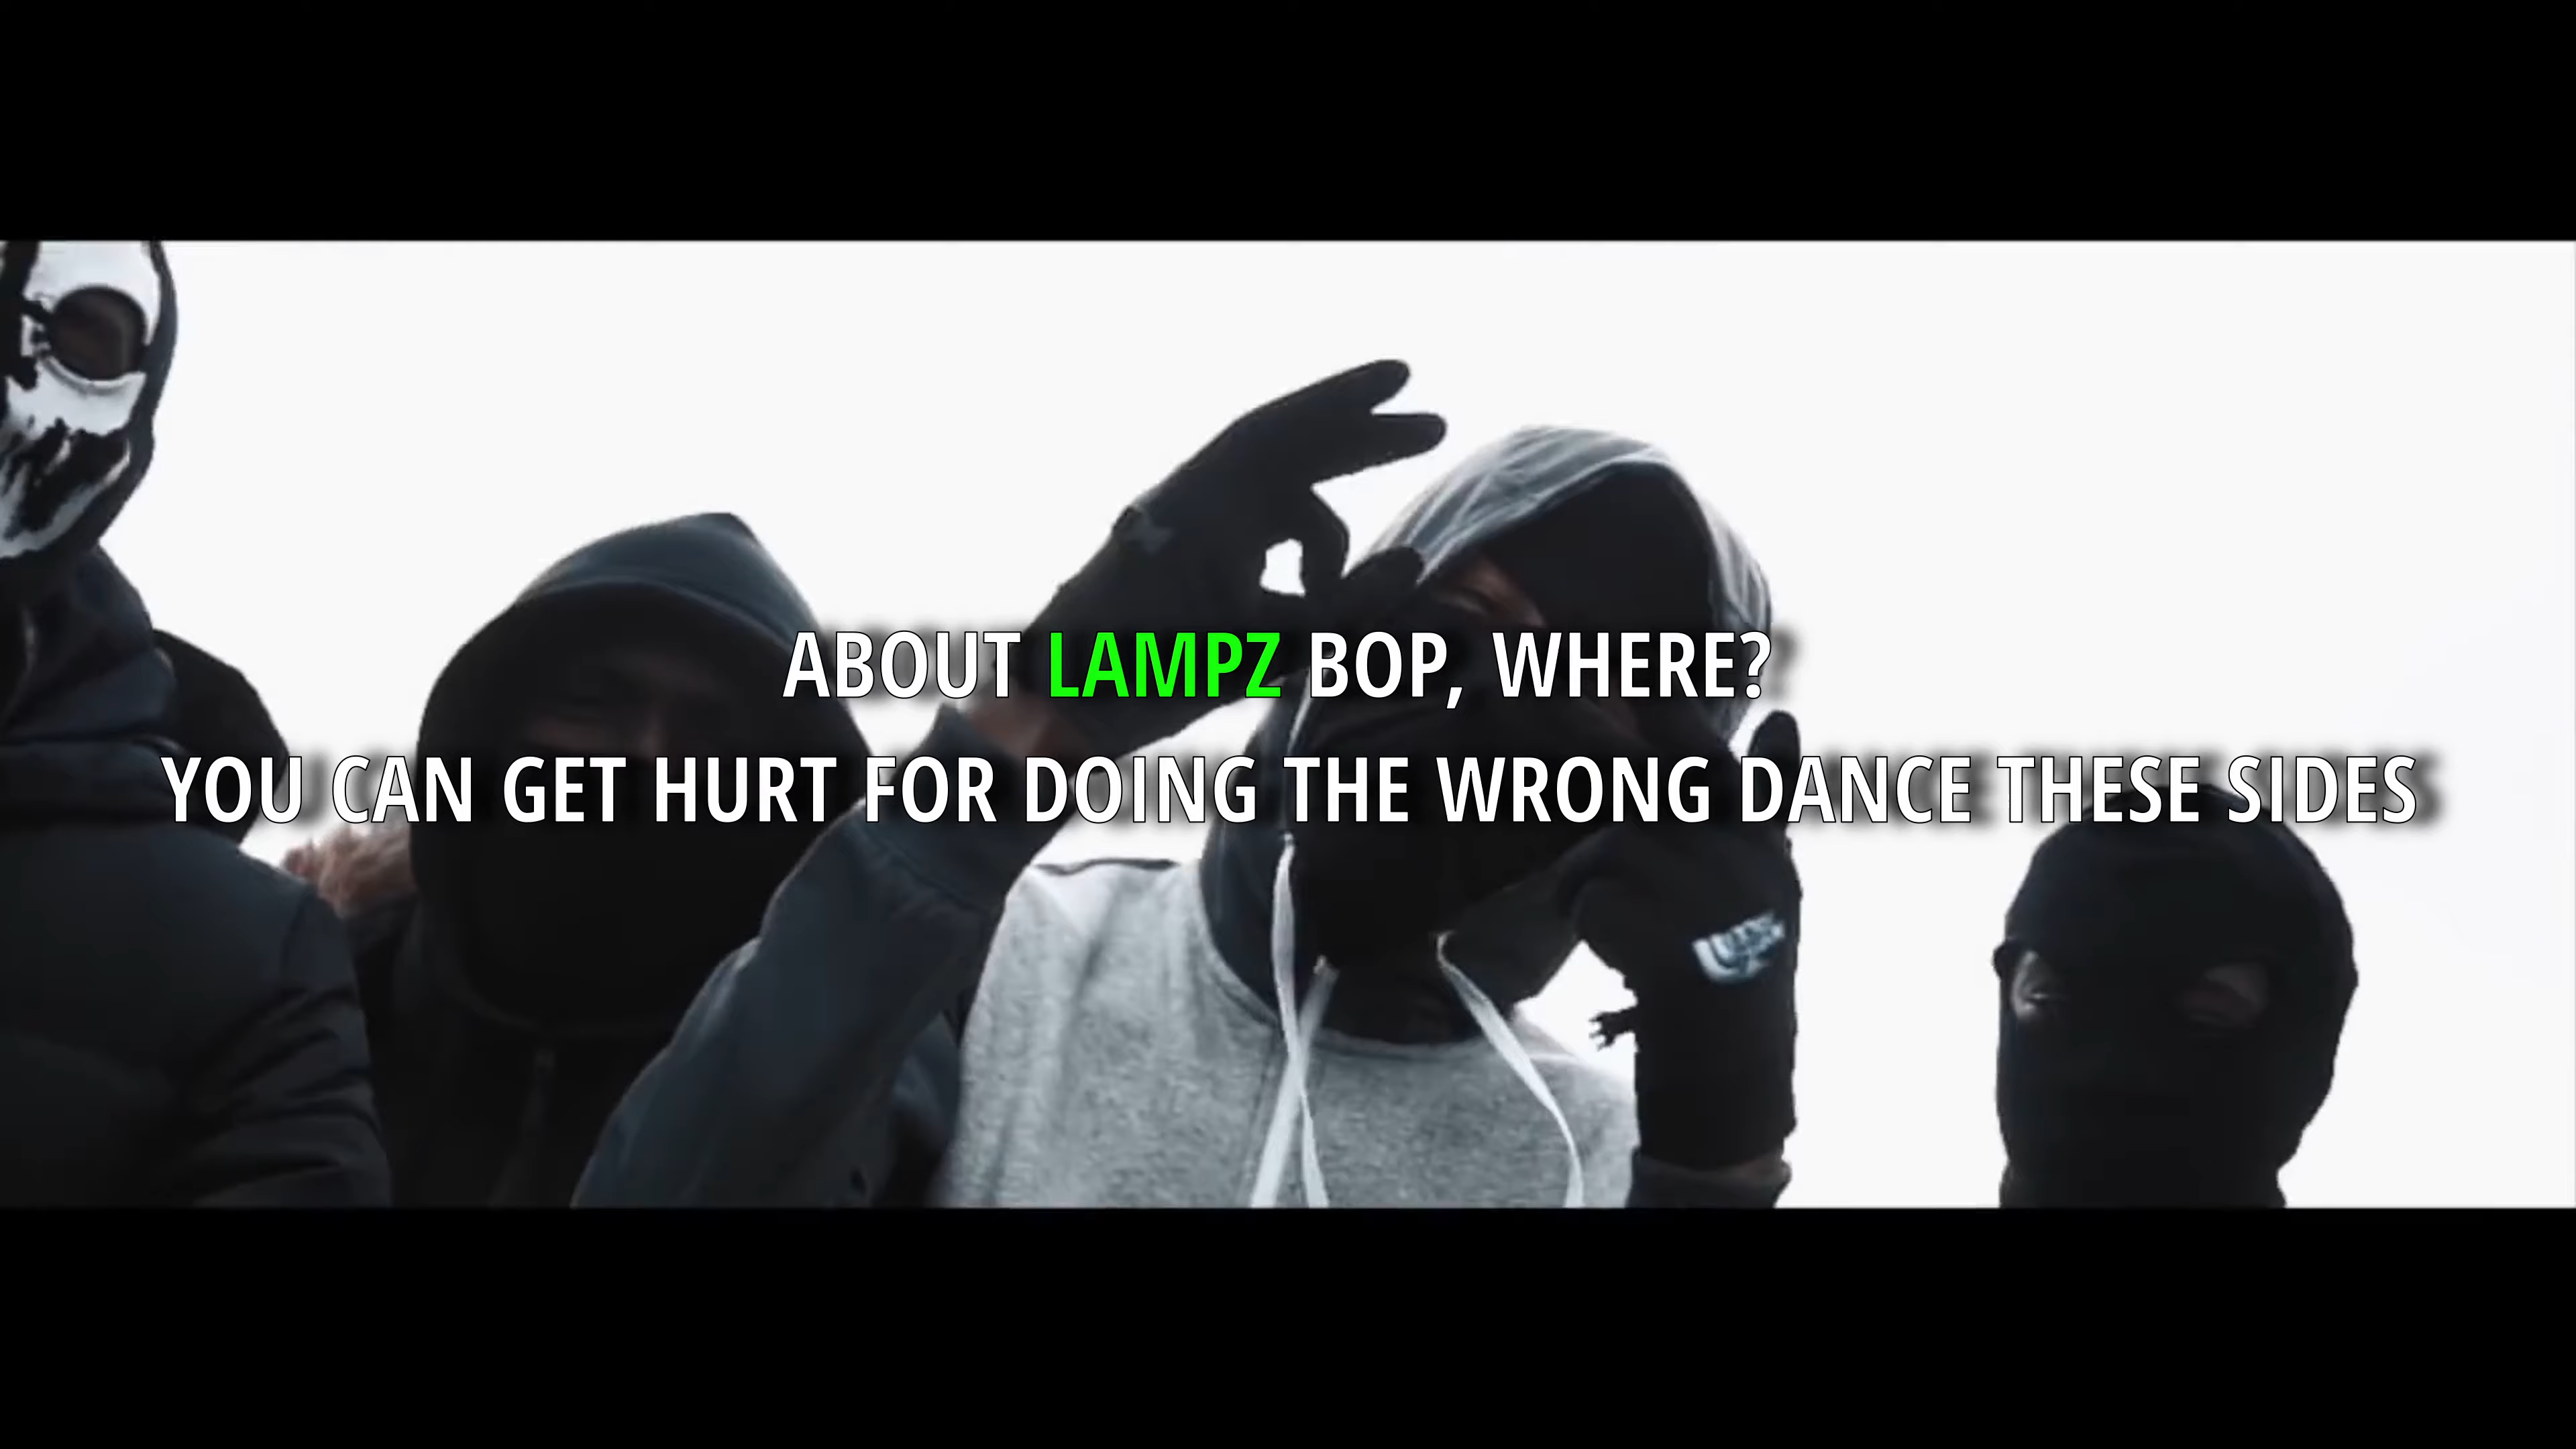 ABOUT LAMPZ BOP, WHERE?
YOU CAN GET HURT FOR DOING THE WRONG DANCE THESE SIDES